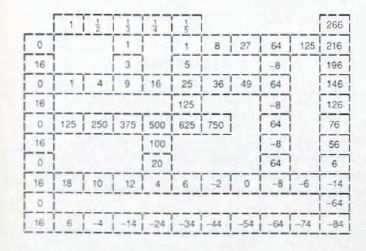 1 1/2 1/3 1/4 1/5 266
0 1 1 8 27 64 125 216
16 3 5 -8 196
0 1 4 9 16 25 36 49 64 146
16 125 -8 126
0 125 250 375 500 625 750 64 76
16 100 -8 56
0 20 64 6
16 18 10 12 4 6 -2 0 -8 -6 -14
0 -64
16 6 -4 -14 -24 -34 -44 -54 -64 -74 -84